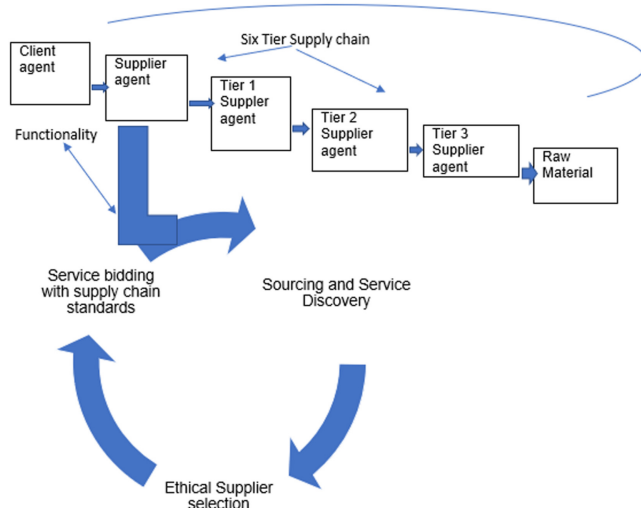 Six Tier Supply chain
Client
agent
Supplier
agent
Tier 1
Suppler
agent
Tier 2
Supplier
agent
Tier 3
Supplier
agent
Raw
Material
Functionality
Service bidding
with supply chain
standards
Sourcing and Service
Discovery
Ethical Supplier
selection